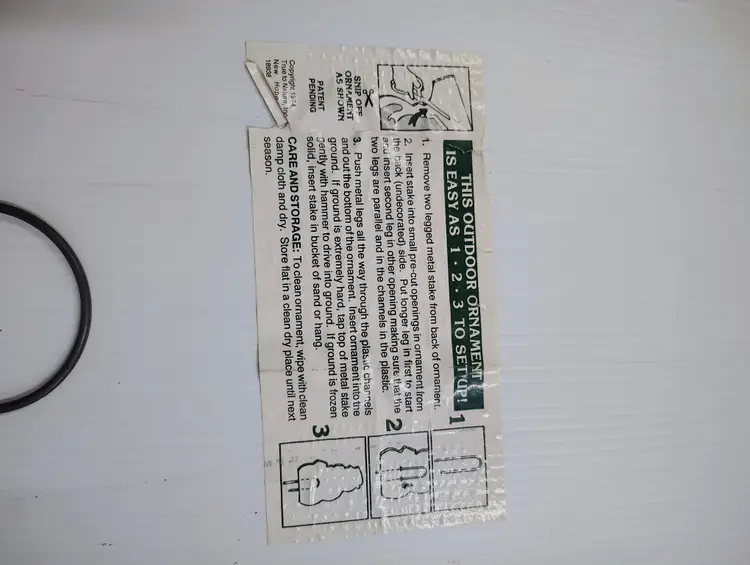 THIS OUTDOOR ORNAMENT
IS EASY AS 1 · 2 · 3 TO SET UP!
1. Remove two legged metal stake from back of ornament.
2. Insert stake into small pre-cut openings in ornament from
the back (undecorated) side. Put longer leg in first to start
and insert second leg in other opening making sure that the
two legs are parallel and in the channels in the plastic.
3. Push metal legs all the way through the plastic channels
and out the bottom of the ornament. Insert ornament into the
ground. If ground is extremely hard, tap top of metal stake
gently with hammer to drive into ground. If ground is frozen
solid, insert stake in bucket of sand or hang.
CARE AND STORAGE: To clean ornament, wipe with clean
damp cloth and dry. Store flat in a clean dry place until next
season.
SNIP OFF
ORNAMENT
AS SHOWN
PATENT
PENDING
Copyright
True to Nature, Inc.
New
1
2
3